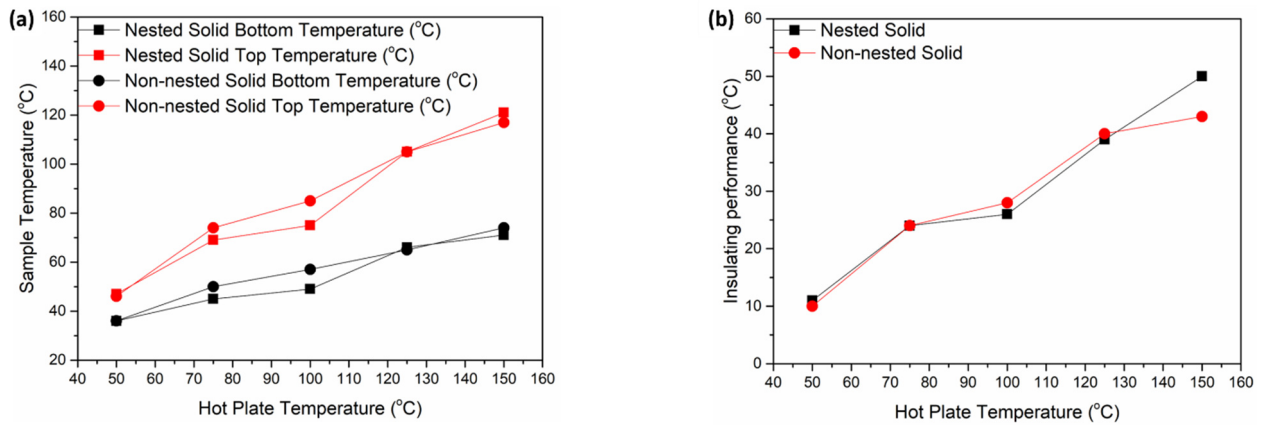 (a)
160
140
120
100
80
60
40
20
Sample Temperature (°C)
Nested Solid Bottom Temperature (°C)
Nested Solid Top Temperature (°C)
Non-nested Solid Bottom Temperature (°C)
Non-nested Solid Top Temperature (°C)
40 50 60 70 80 90 100 110 120 130 140 150 160
Hot Plate Temperature (°C)
(b)
60
50
40
30
20
10
0
Insulating performance (°C)
Nested Solid
Non-nested Solid
40 50 60 70 80 90 100 110 120 130 140 150 160
Hot Plate Temperature (°C)